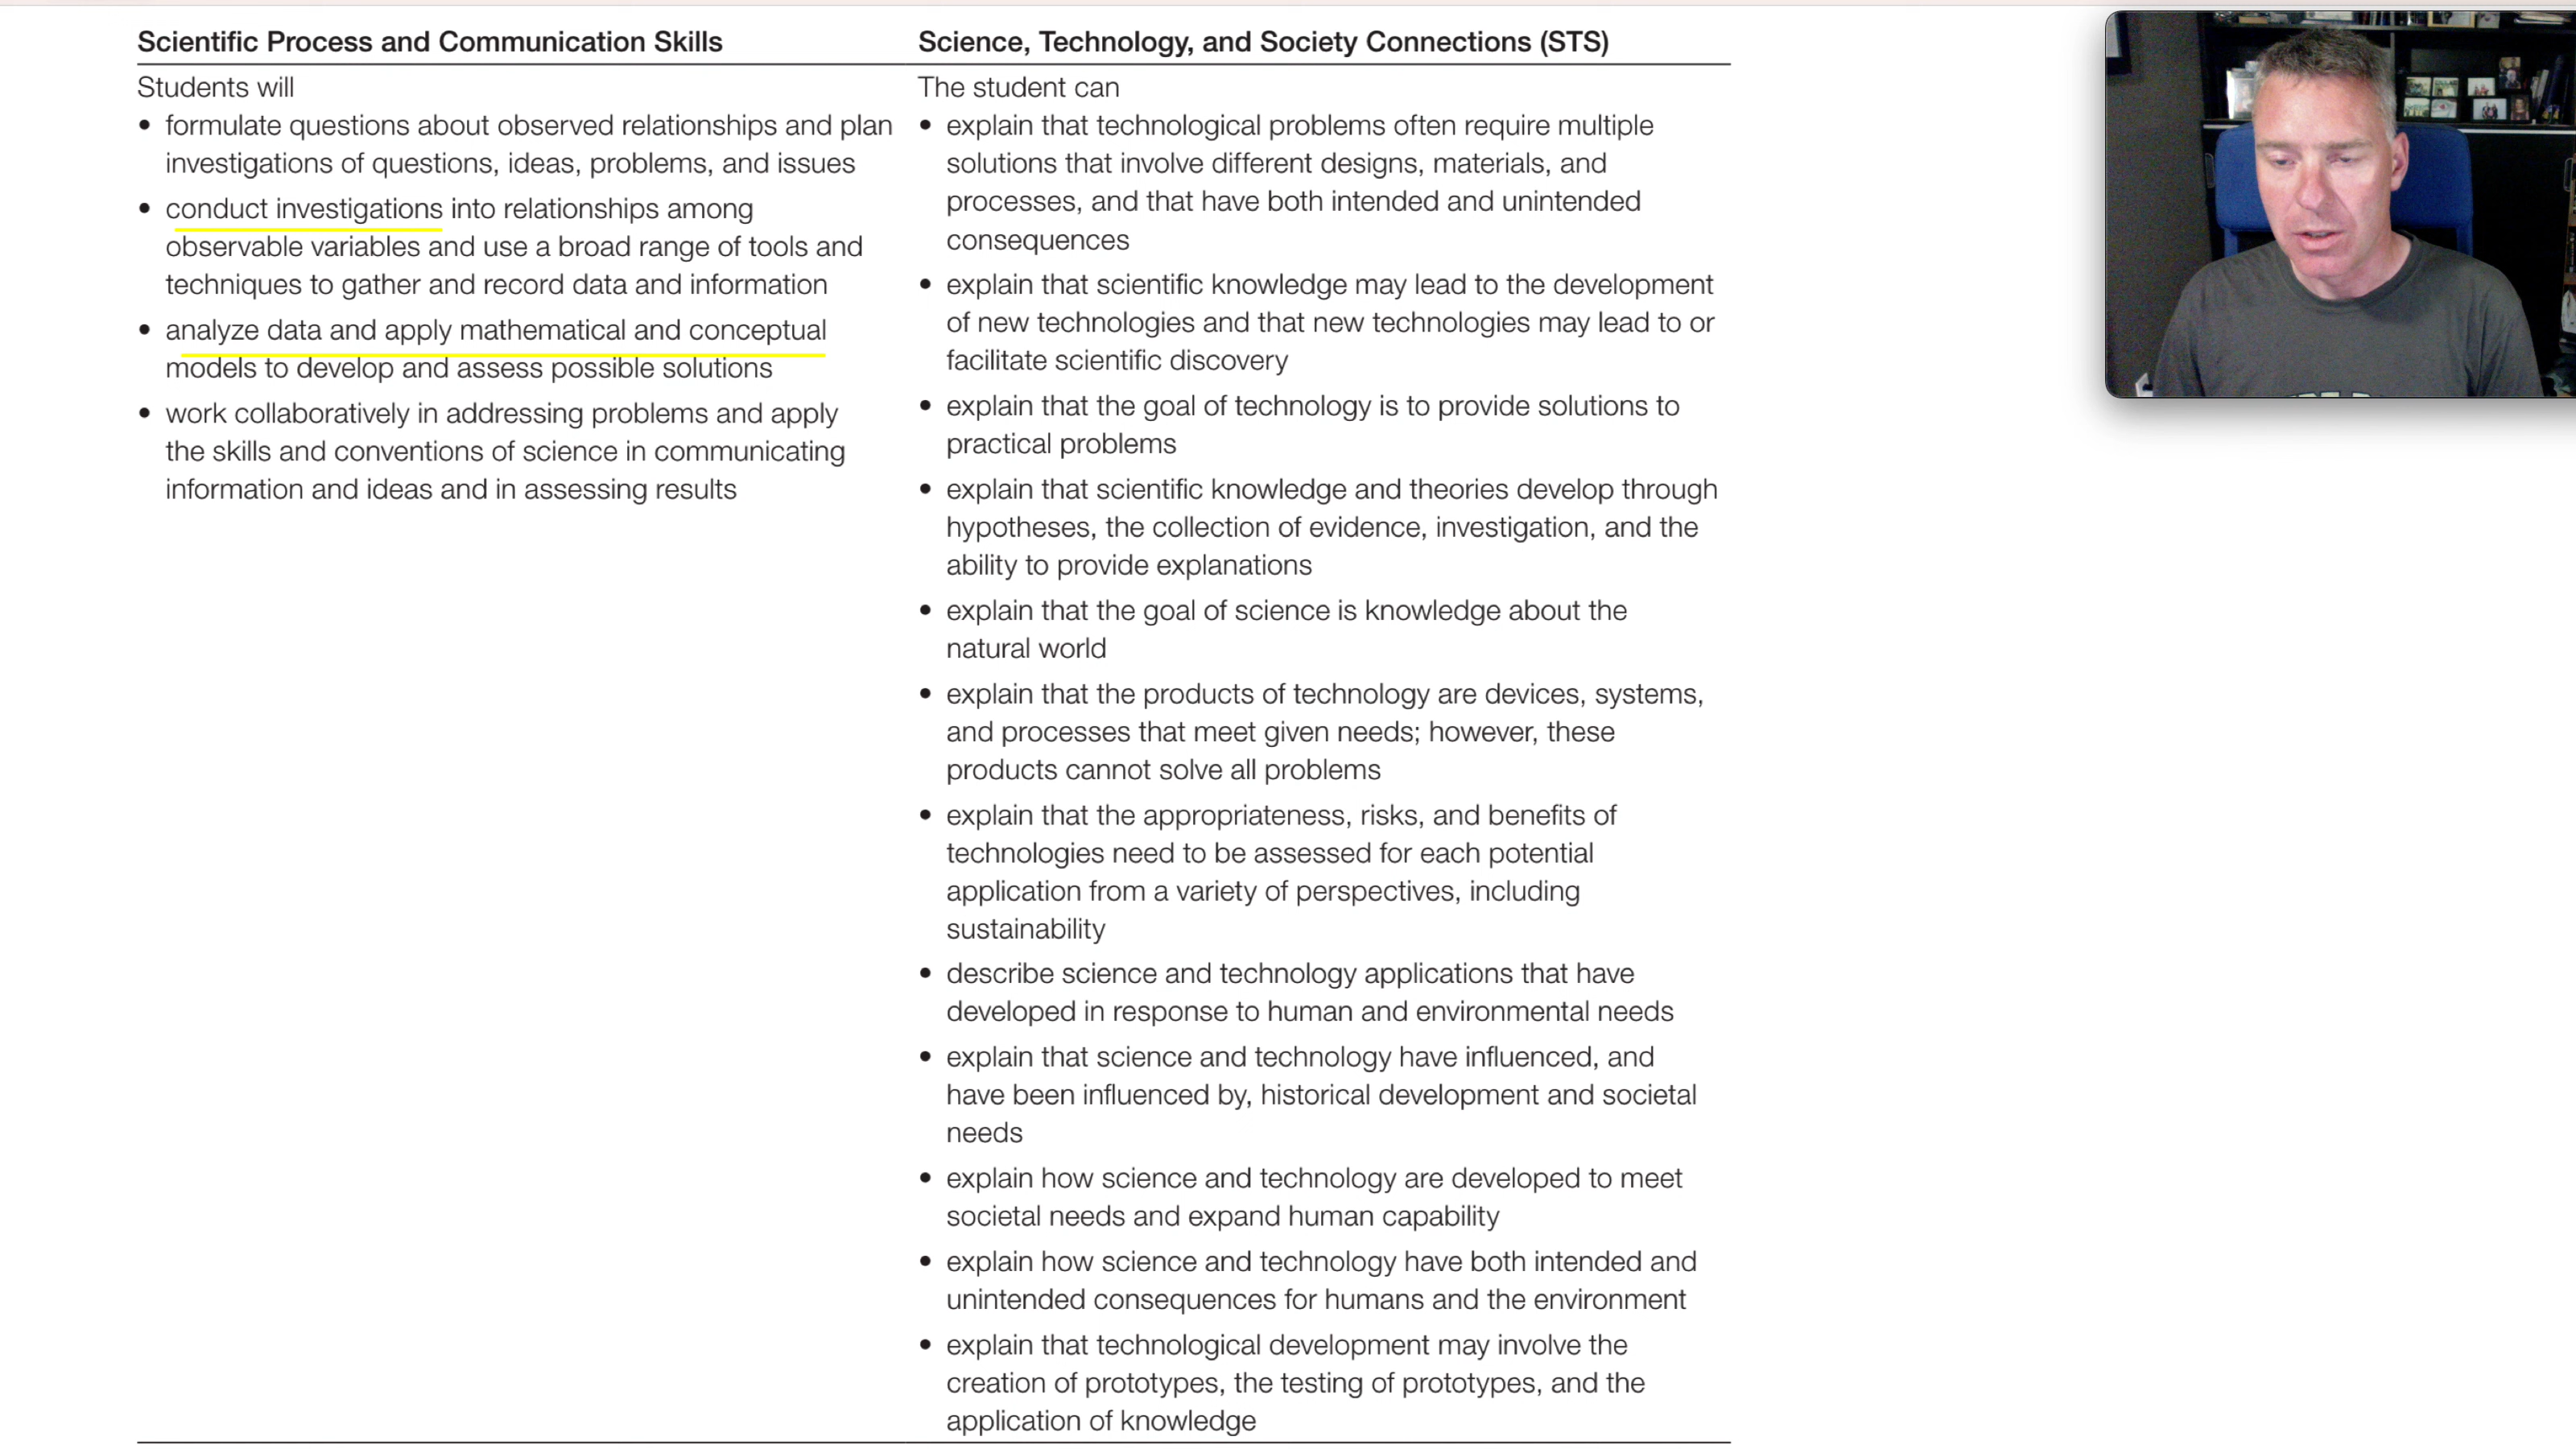 Scientific Process and Communication Skills
Students will
• formulate questions about observed relationships and plan
investigations of questions, ideas, problems, and issues
• conduct investigations into relationships among
observable variables and use a broad range of tools and
techniques to gather and record data and information
• analyze data and apply mathematical and conceptual
models to develop and assess possible solutions
• work collaboratively in addressing problems and apply
the skills and conventions of science in communicating
information and ideas and in assessing results
Science, Technology, and Society Connections (STS)
The student can
• explain that technological problems often require multiple
solutions that involve different designs, materials, and
processes, and that have both intended and unintended
consequences
• explain that scientific knowledge may lead to the development
of new technologies and that new technologies may lead to or
facilitate scientific discovery
• explain that the goal of technology is to provide solutions to
practical problems
• explain that scientific knowledge and theories develop through
hypotheses, the collection of evidence, investigation, and the
ability to provide explanations
• explain that the goal of science is knowledge about the
natural world
• explain that the products of technology are devices, systems,
and processes that meet given needs; however, these
products cannot solve all problems
• explain that the appropriateness, risks, and benefits of
technologies need to be assessed for each potential
application from a variety of perspectives, including
sustainability
• describe science and technology applications that have
developed in response to human and environmental needs
• explain that science and technology have influenced, and
have been influenced by, historical development and societal
needs
• explain how science and technology are developed to meet
societal needs and expand human capability
• explain how science and technology have both intended and
unintended consequences for humans and the environment
• explain that technological development may involve the
creation of prototypes, the testing of prototypes, and the
application of knowledge